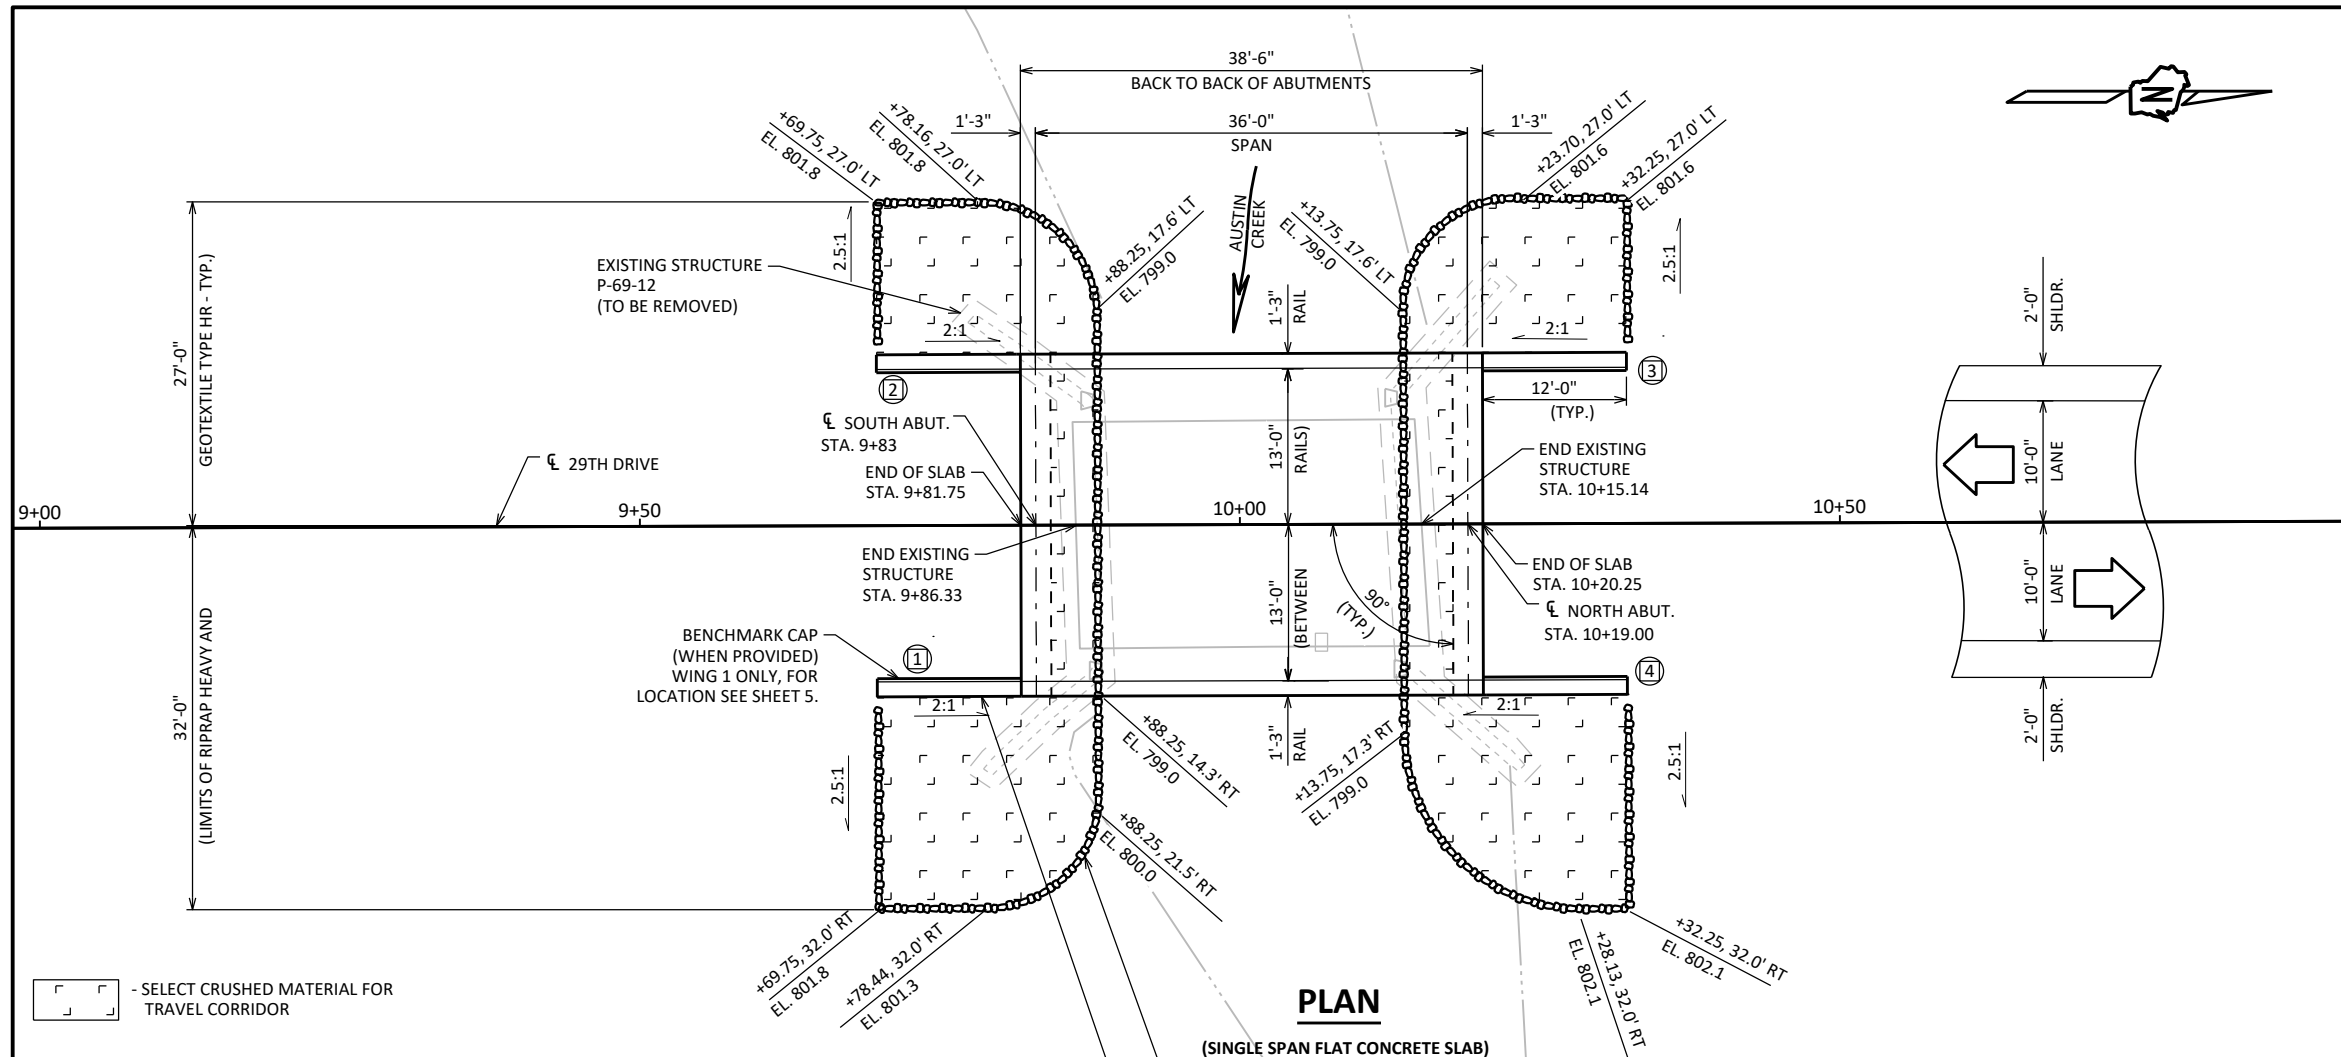 38'-6"
BACK TO BACK OF ABUTMENTS
1'-3"
36'-0"
SPAN
1'-3"
N
+69.75, 27.0' LT
EL. 801.8
+78.16, 27.0' LT
EL. 801.8
+88.25, 17.6' LT
EL. 799.0
+13.75, 17.6' LT
EL. 799.0
+23.70, 27.0' LT
EL. 801.6
+32.25, 27.0' LT
EL. 801.6
AUSTIN
CREEK
2.5:1
2.5:1
EXISTING STRUCTURE
P-69-12
(TO BE REMOVED)
2:1
2:1
1'-3"
RAIL
27'-0"
GEOTEXTILE TYPE HR - TYP.)
2
3
12'-0"
(TYP.)
2'-0"
SHLDR.
10'-0"
LANE
℄ SOUTH ABUT.
STA. 9+83
END OF SLAB
STA. 9+81.75
13'-0"
RAILS)
END EXISTING
STRUCTURE
STA. 10+15.14
℄ 29TH DRIVE
9+00
9+50
10+00
10+50
END EXISTING
STRUCTURE
STA. 9+86.33
13'-0"
(BETWEEN
90°
(TYP.)
END OF SLAB
STA. 10+20.25
℄ NORTH ABUT.
STA. 10+19.00
10'-0"
LANE
2'-0"
SHLDR.
BENCHMARK CAP
(WHEN PROVIDED)
WING 1 ONLY, FOR
LOCATION SEE SHEET 5.
1
4
32'-0"
(LIMITS OF RIPRAP HEAVY AND
2:1
2:1
1'-3"
RAIL
2.5:1
2.5:1
+88.25, 14.3' RT
EL. 799.0
+13.75, 17.3' RT
EL. 799.0
+88.25, 21.5' RT
EL. 800.0
+69.75, 32.0' RT
EL. 801.8
+78.44, 32.0' RT
EL. 801.3
+28.13, 32.0' RT
EL. 802.1
+32.25, 32.0' RT
EL. 802.1
- SELECT CRUSHED MATERIAL FOR
TRAVEL CORRIDOR
PLAN
(SINGLE SPAN FLAT CONCRETE SLAB)